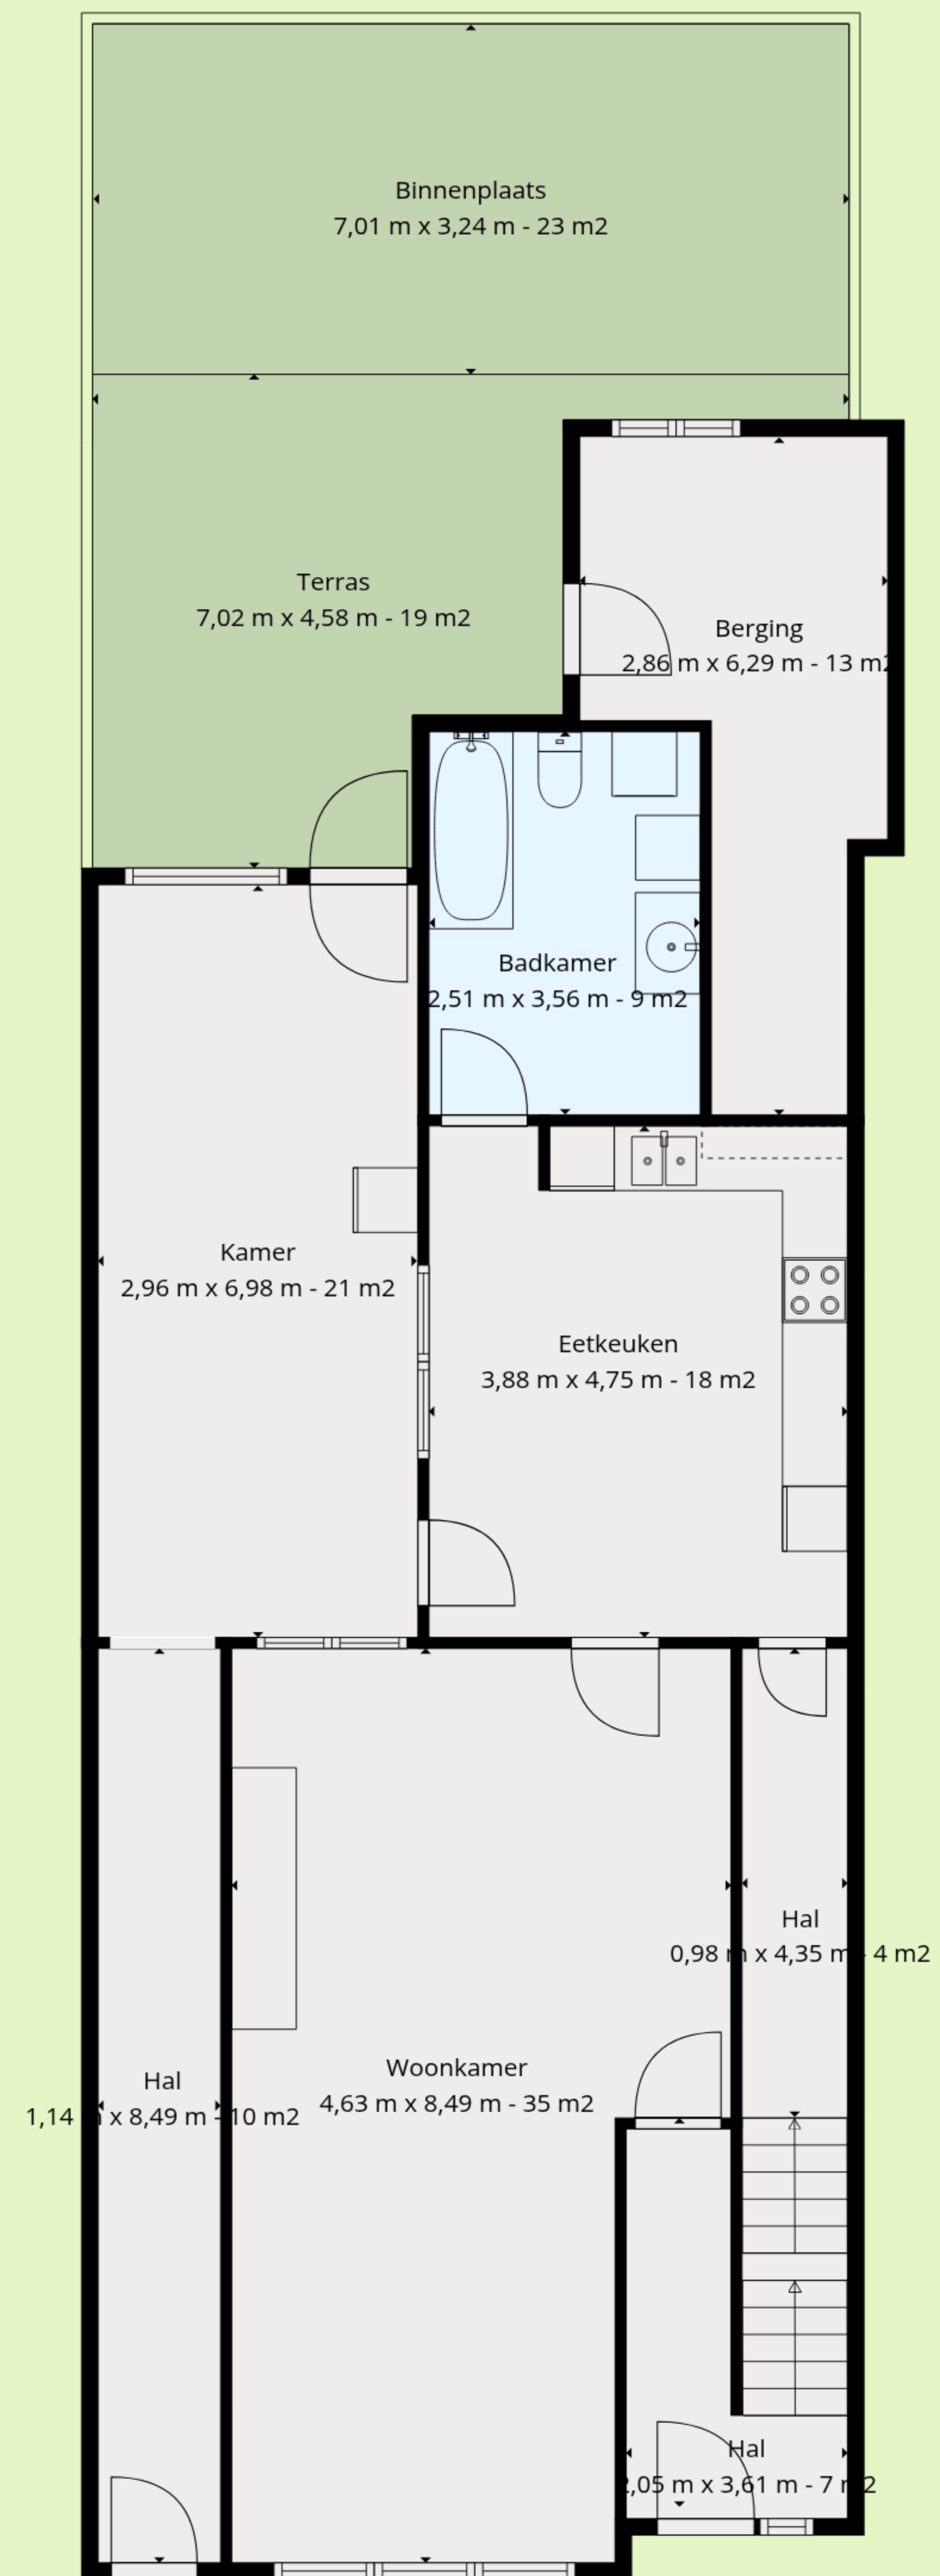 Binnenplaats
7,01 m x 3,24 m - 23 m2
Terras
7,02 m x 4,58 m - 19 m2
Berging
2,86 m x 6,29 m - 13 m2
Badkamer
2,51 m x 3,56 m - 9 m2
Kamer
2,96 m x 6,98 m - 21 m2
Eetkeuken
3,88 m x 4,75 m - 18 m2
Hal
0,98 m x 4,35 m - 4 m2
Woonkamer
4,63 m x 8,49 m - 35 m2
Hal
1,14 m x 8,49 m - 10 m2
Hal
2,05 m x 3,61 m - 7 m2